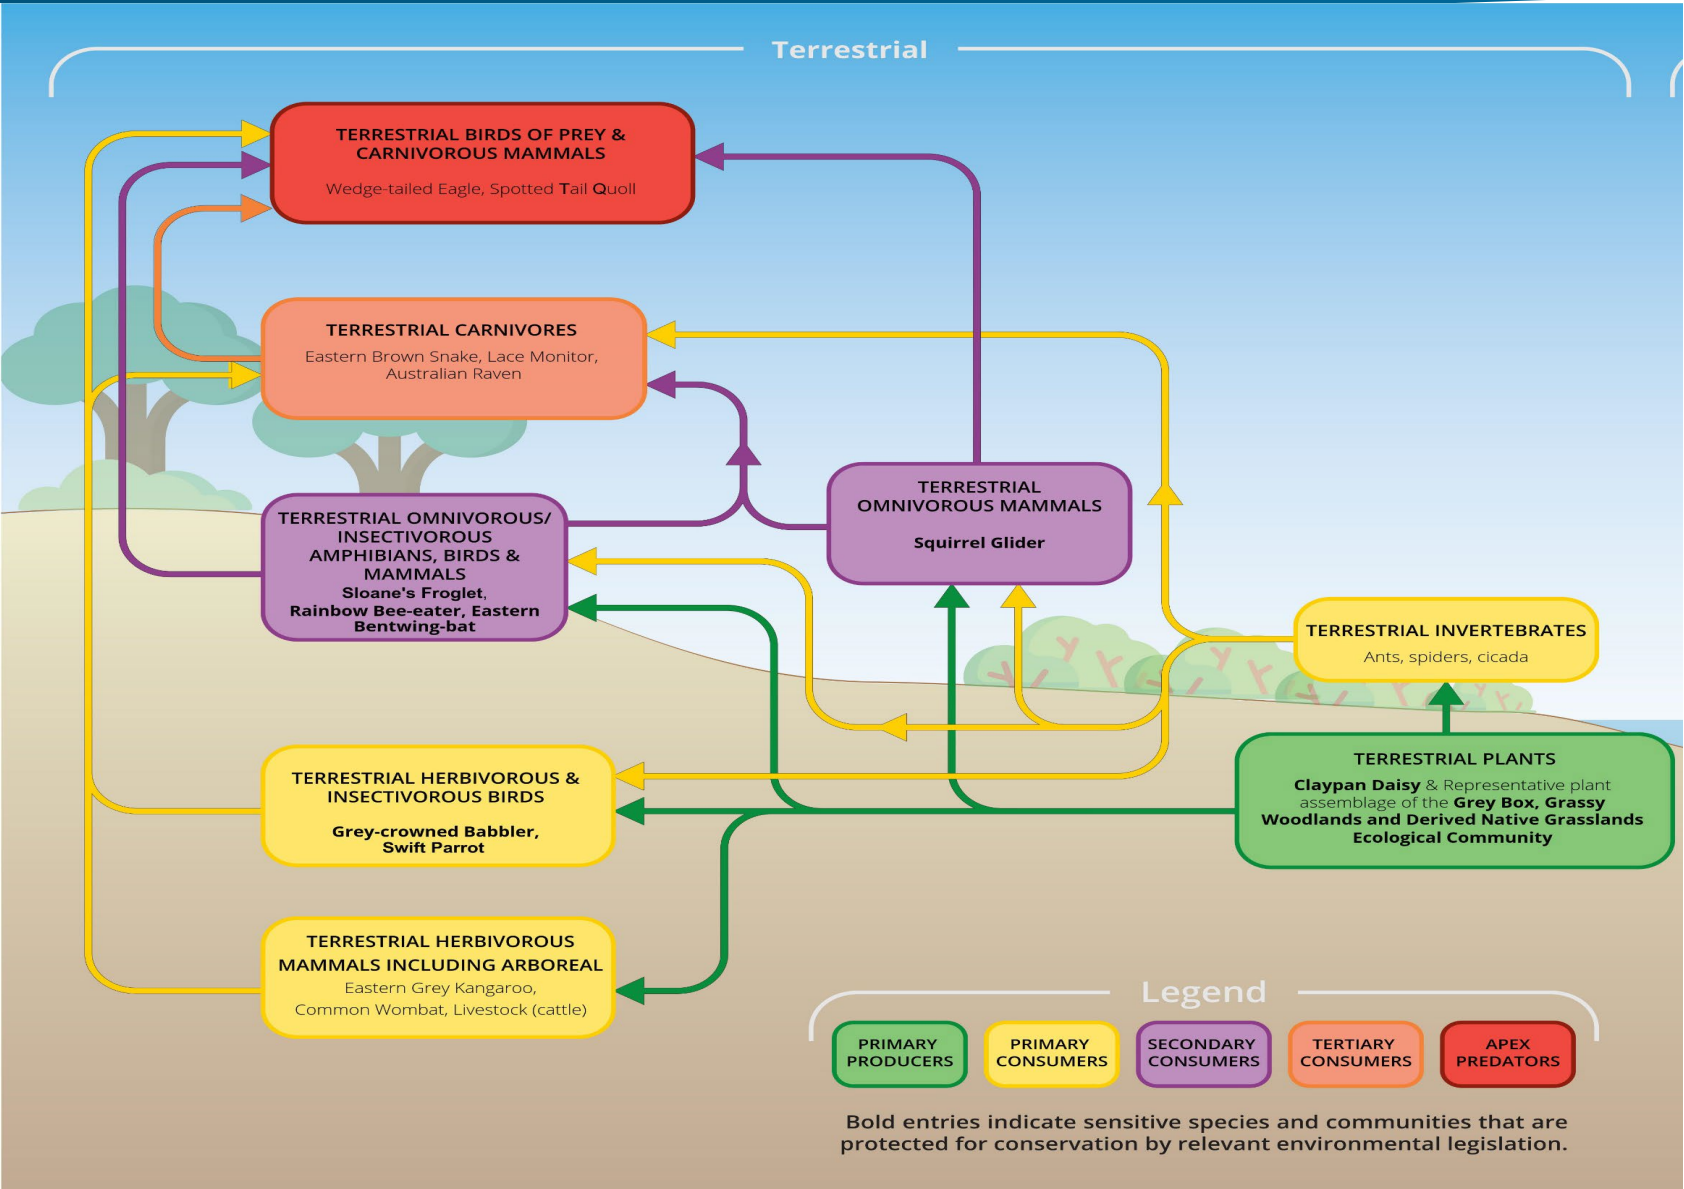 Terrestrial
TERRESTRIAL BIRDS OF PREY &
CARNIVOROUS MAMMALS
Wedge-tailed Eagle, Spotted Tail Quoll
TERRESTRIAL CARNIVORES
Eastern Brown Snake, Lace Monitor,
Australian Raven
TERRESTRIAL OMNIVOROUS/
INSECTIVOROUS
AMPHIBIANS, BIRDS &
MAMMALS
Sloane's Froglet,
Rainbow Bee-eater, Eastern
Bentwing-bat
TERRESTRIAL
OMNIVOROUS MAMMALS
Squirrel Glider
TERRESTRIAL INVERTEBRATES
Ants, spiders, cicada
TERRESTRIAL PLANTS
Claypan Daisy & Representative plant
assemblage of the Grey Box, Grassy
Woodlands and Derived Native Grasslands
Ecological Community
TERRESTRIAL HERBIVOROUS &
INSECTIVOROUS BIRDS
Grey-crowned Babbler,
Swift Parrot
TERRESTRIAL HERBIVOROUS
MAMMALS INCLUDING ARBOREAL
Eastern Grey Kangaroo,
Common Wombat, Livestock (cattle)
Legend
PRIMARY
PRODUCERS
PRIMARY
CONSUMERS
SECONDARY
CONSUMERS
TERTIARY
CONSUMERS
APEX
PREDATORS
Bold entries indicate sensitive species and communities that are
protected for conservation by relevant environmental legislation.